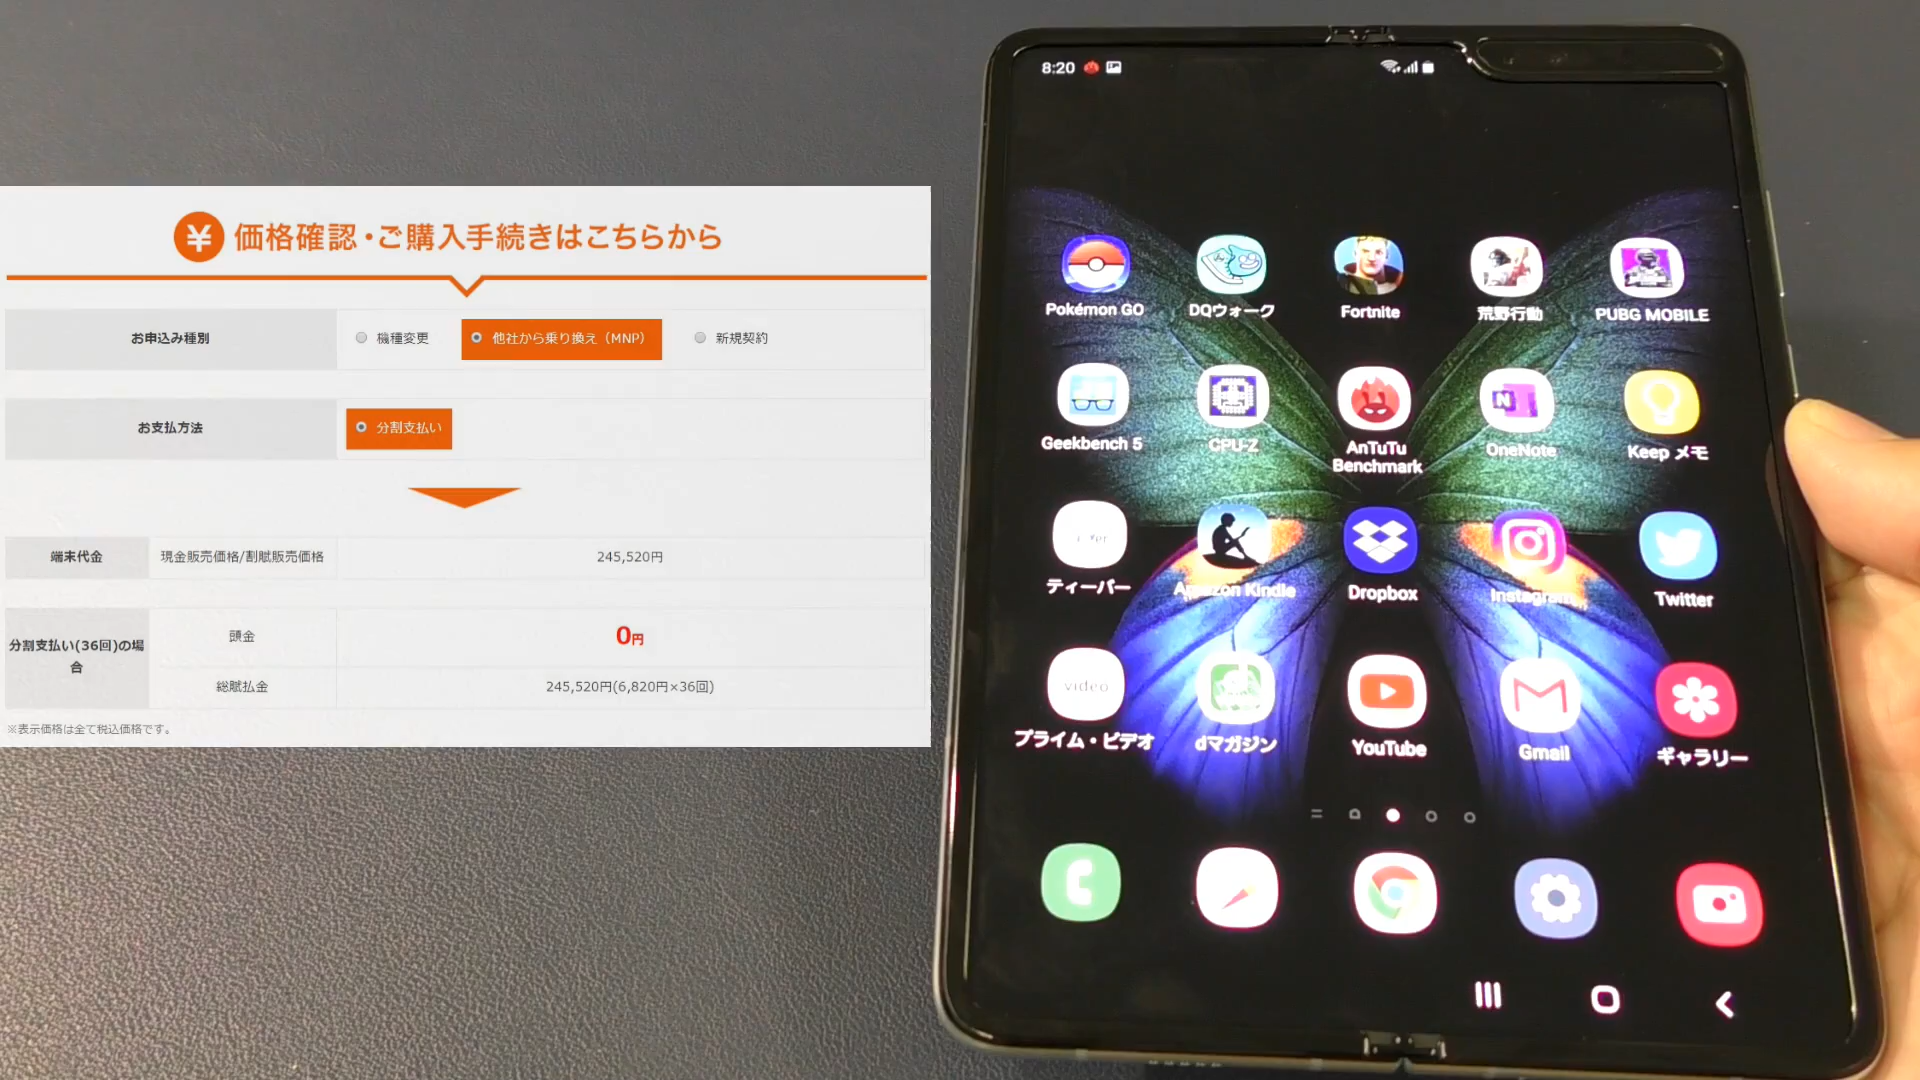 ¥ 価格確認・ご購入手続きはこちらから
お申込み種別
機種変更
他社から乗り換え（MNP）
新規契約
お支払方法
分割支払い
端末代金
現金販売価格/割賦販売価格
245,520円
分割支払い(36回)の場
合
頭金
0円
総賦払金
245,520円(6,820円×36回)
※表示価格は全て税込価格です。
8:20
Pokémon GO
DQウォーク
Fortnite
荒野行動
PUBG MOBILE
Geekbench 5
CPU-Z
AnTuTu
Benchmark
N
OneNote
Keep メモ
ティーバー
Amazon Kindle
Dropbox
Instagram
Twitter
video
プライム・ビデオ
dマガジン
YouTube
Gmail
ギャラリー